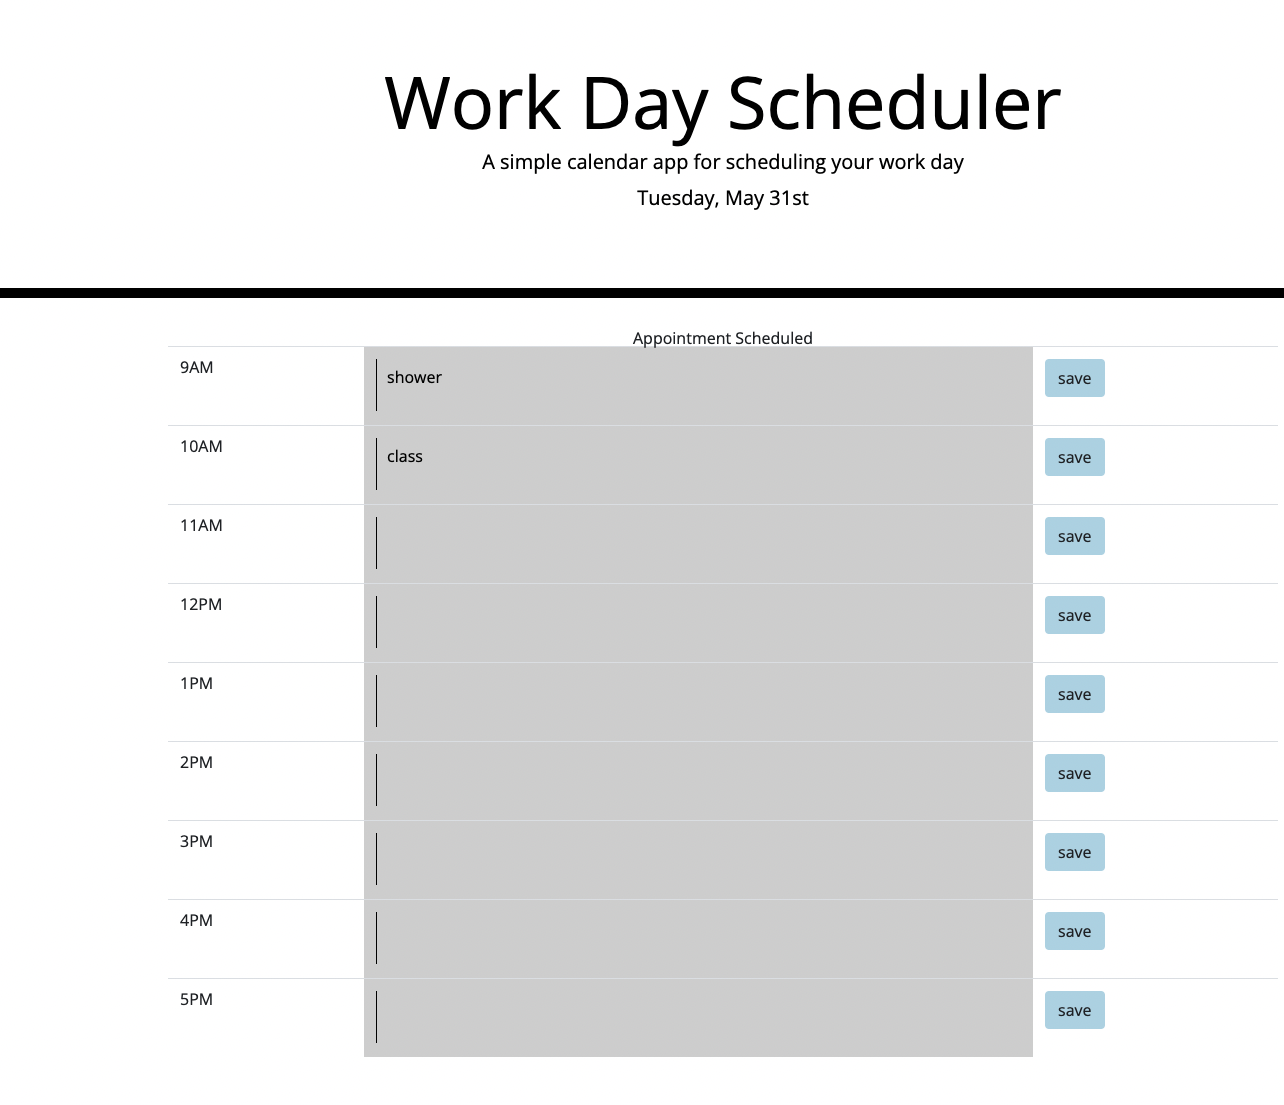 Work Day Scheduler
A simple calendar app for scheduling your work day
Tuesday, May 31st
Appointment Scheduled
9AM shower save
10AM class save
11AM save
12PM save
1PM save
2PM save
3PM save
4PM save
5PM save